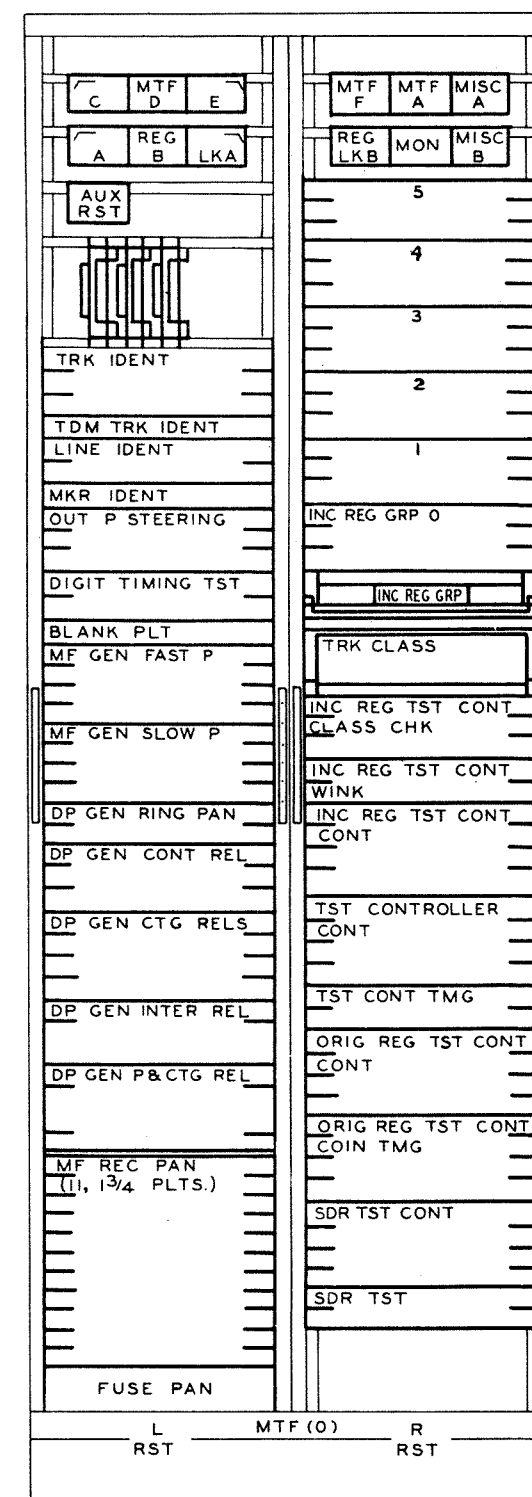 C MTF D E
A REG B LKA
AUX RST
TRK IDENT
TDM TRK IDENT
LINE IDENT
MKR IDENT
OUT P STEERING
DIGIT TIMING TST
BLANK PLT
MF GEN FAST P
MF GEN SLOW P
DP GEN RING PAN
DP GEN CONT REL
DP GEN CTG RELS
DP GEN INTER REL
DP GEN P&CTG REL
MF REC PAN
(11, 1 3/4 PLTS.)
FUSE PAN
MTF F MTF A MISC A
REG LKB MON MISC B
5
4
3
2
1
INC REG GRP O
INC REG GRP
TRK CLASS
INC REG TST CONT
CLASS CHK
INC REG TST CONT
WINK
INC REG TST CONT
CONT
TST CONTROLLER
CONT
TST CONT TMG
ORIG REG TST CONT
CONT
ORIG REG TST CONT
COIN TMG
SDR TST CONT
SDR TST
L MTF (0) R
RST RST